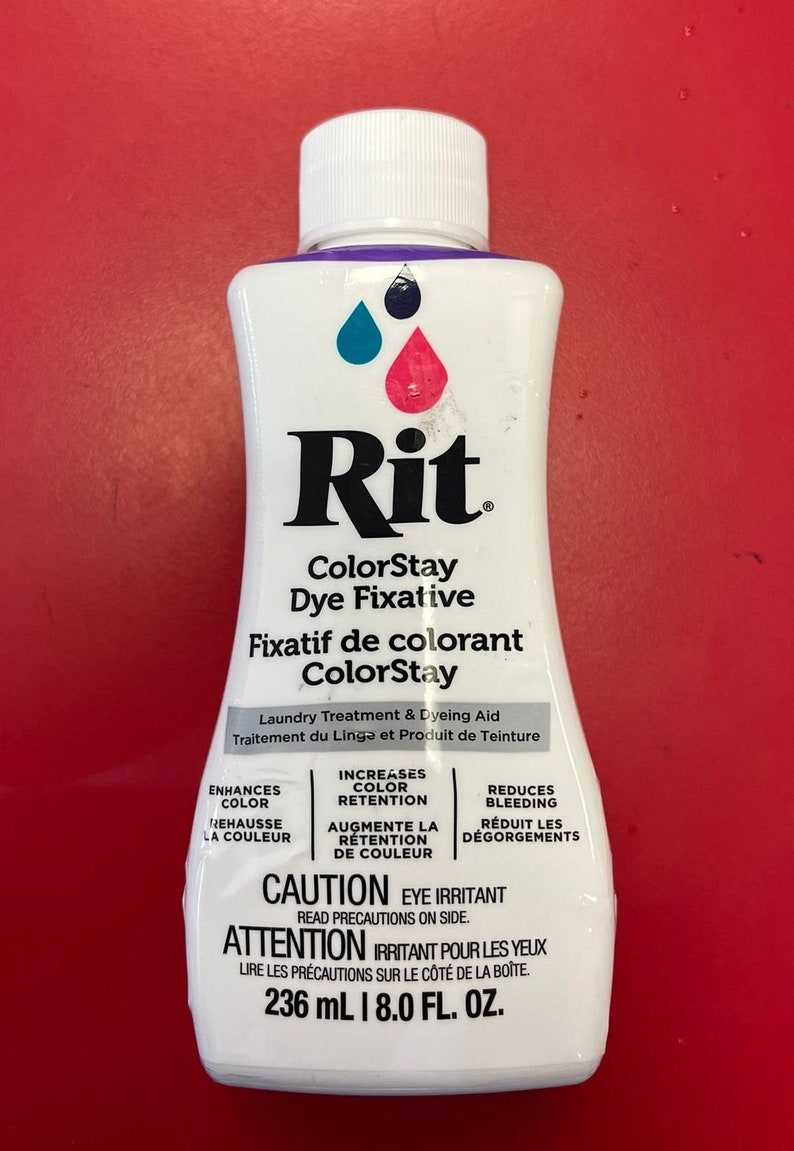 Rit®
ColorStay
Dye Fixative
Fixatif de colorant
ColorStay
Laundry Treatment & Dyeing Aid
Traitement du Linge et Produit de Teinture
ENHANCES
COLOR
REHAUSSE
LA COULEUR
INCREASES
COLOR
RETENTION
AUGMENTE LA
RÉTENTION
DE COULEUR
REDUCES
BLEEDING
RÉDUIT LES
DÉGORGEMENTS
CAUTION EYE IRRITANT
READ PRECAUTIONS ON SIDE.
ATTENTION IRRITANT POUR LES YEUX
LIRE LES PRÉCAUTIONS SUR LE CÔTÉ DE LA BOÎTE.
236 mL | 8.0 FL. OZ.